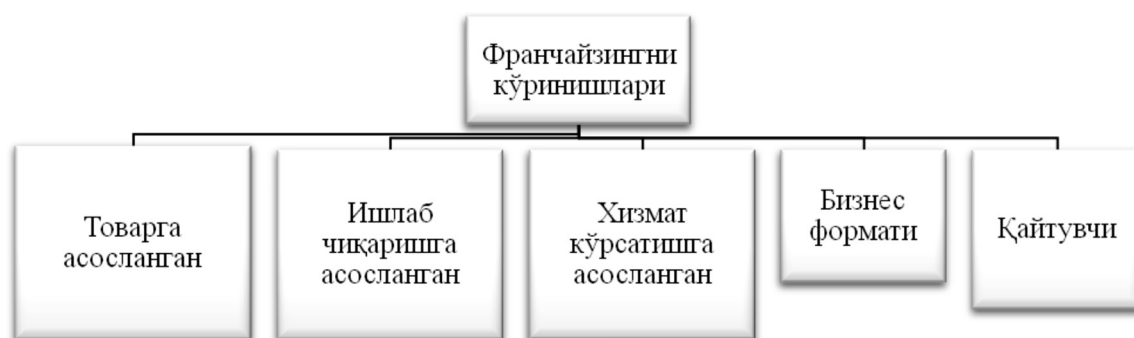 Франчайзингни
кўринишлари
Товарга
асосланган
Ишлаб
чиқаришга
асосланган
Хизмат
кўрсатишга
асосланган
Бизнес
формати
Қайтувчи